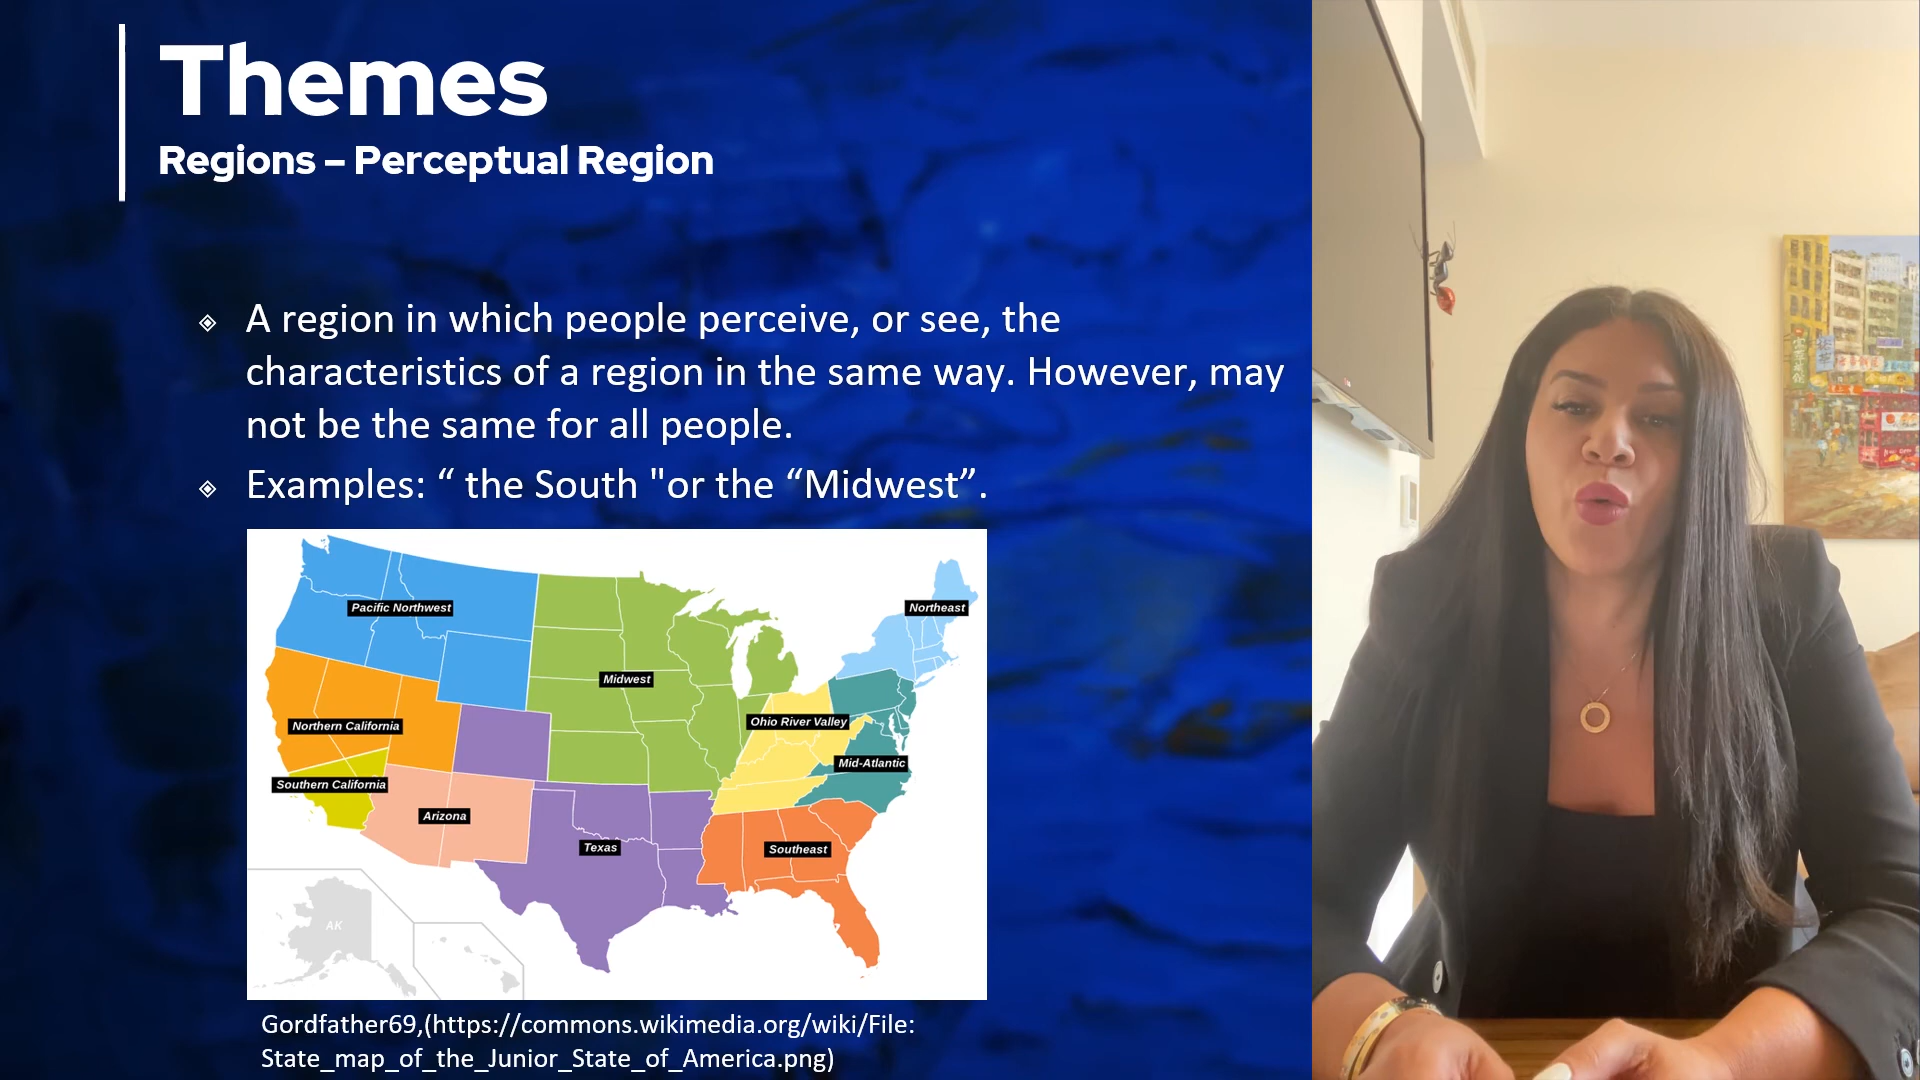 Themes
Regions – Perceptual Region
A region in which people perceive, or see, the
characteristics of a region in the same way. However, may
not be the same for all people.
Examples: “ the South "or the “Midwest”.
Pacific Northwest
Northeast
Midwest
Northern California
Ohio River Valley
Mid-Atlantic
Southern California
Arizona
Texas
Southeast
AK
Gordfather69,(https://commons.wikimedia.org/wiki/File:
State_map_of_the_Junior_State_of_America.png)